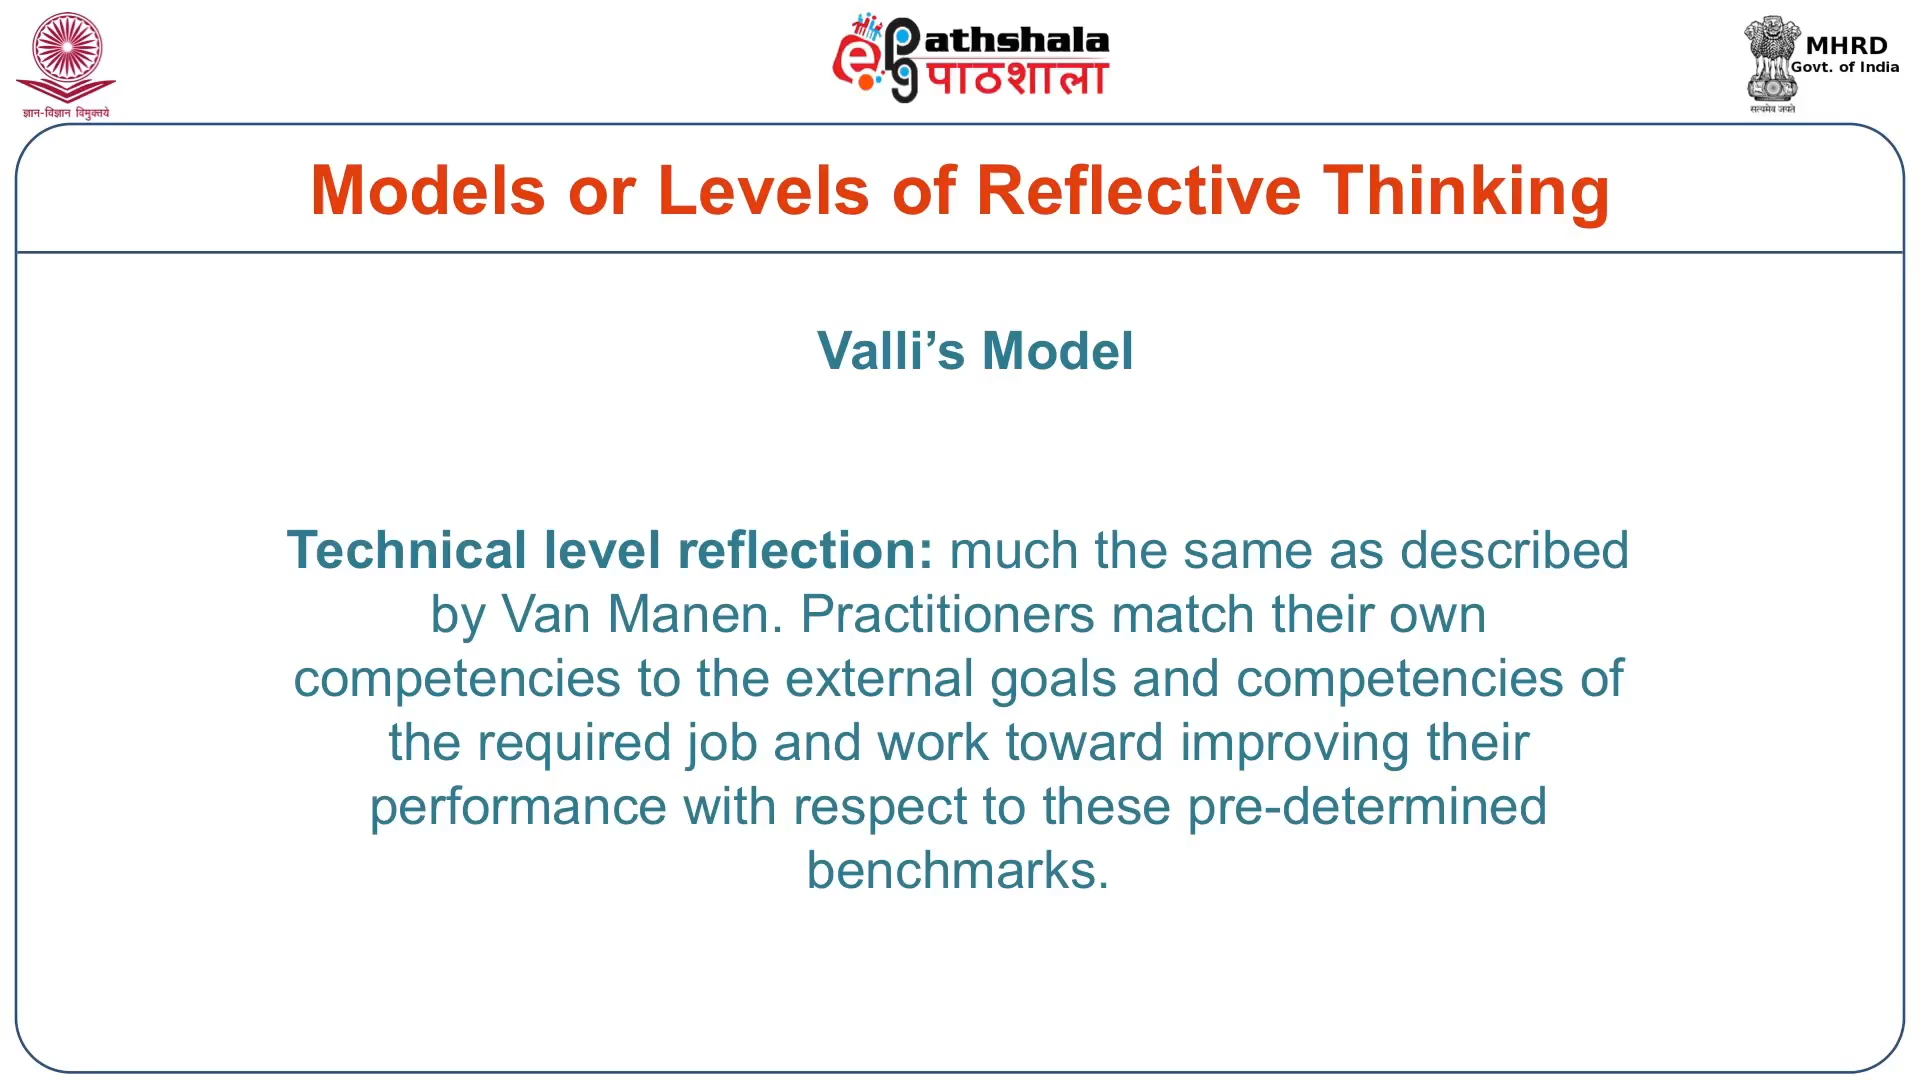 ज्ञान-विज्ञान विमुक्तये
e Pathshala
पाठशाला
MHRD
Govt. of India
सत्यमेव जयते
Models or Levels of Reflective Thinking
Valli’s Model
Technical level reflection: much the same as described
by Van Manen. Practitioners match their own
competencies to the external goals and competencies of
the required job and work toward improving their
performance with respect to these pre-determined
benchmarks.